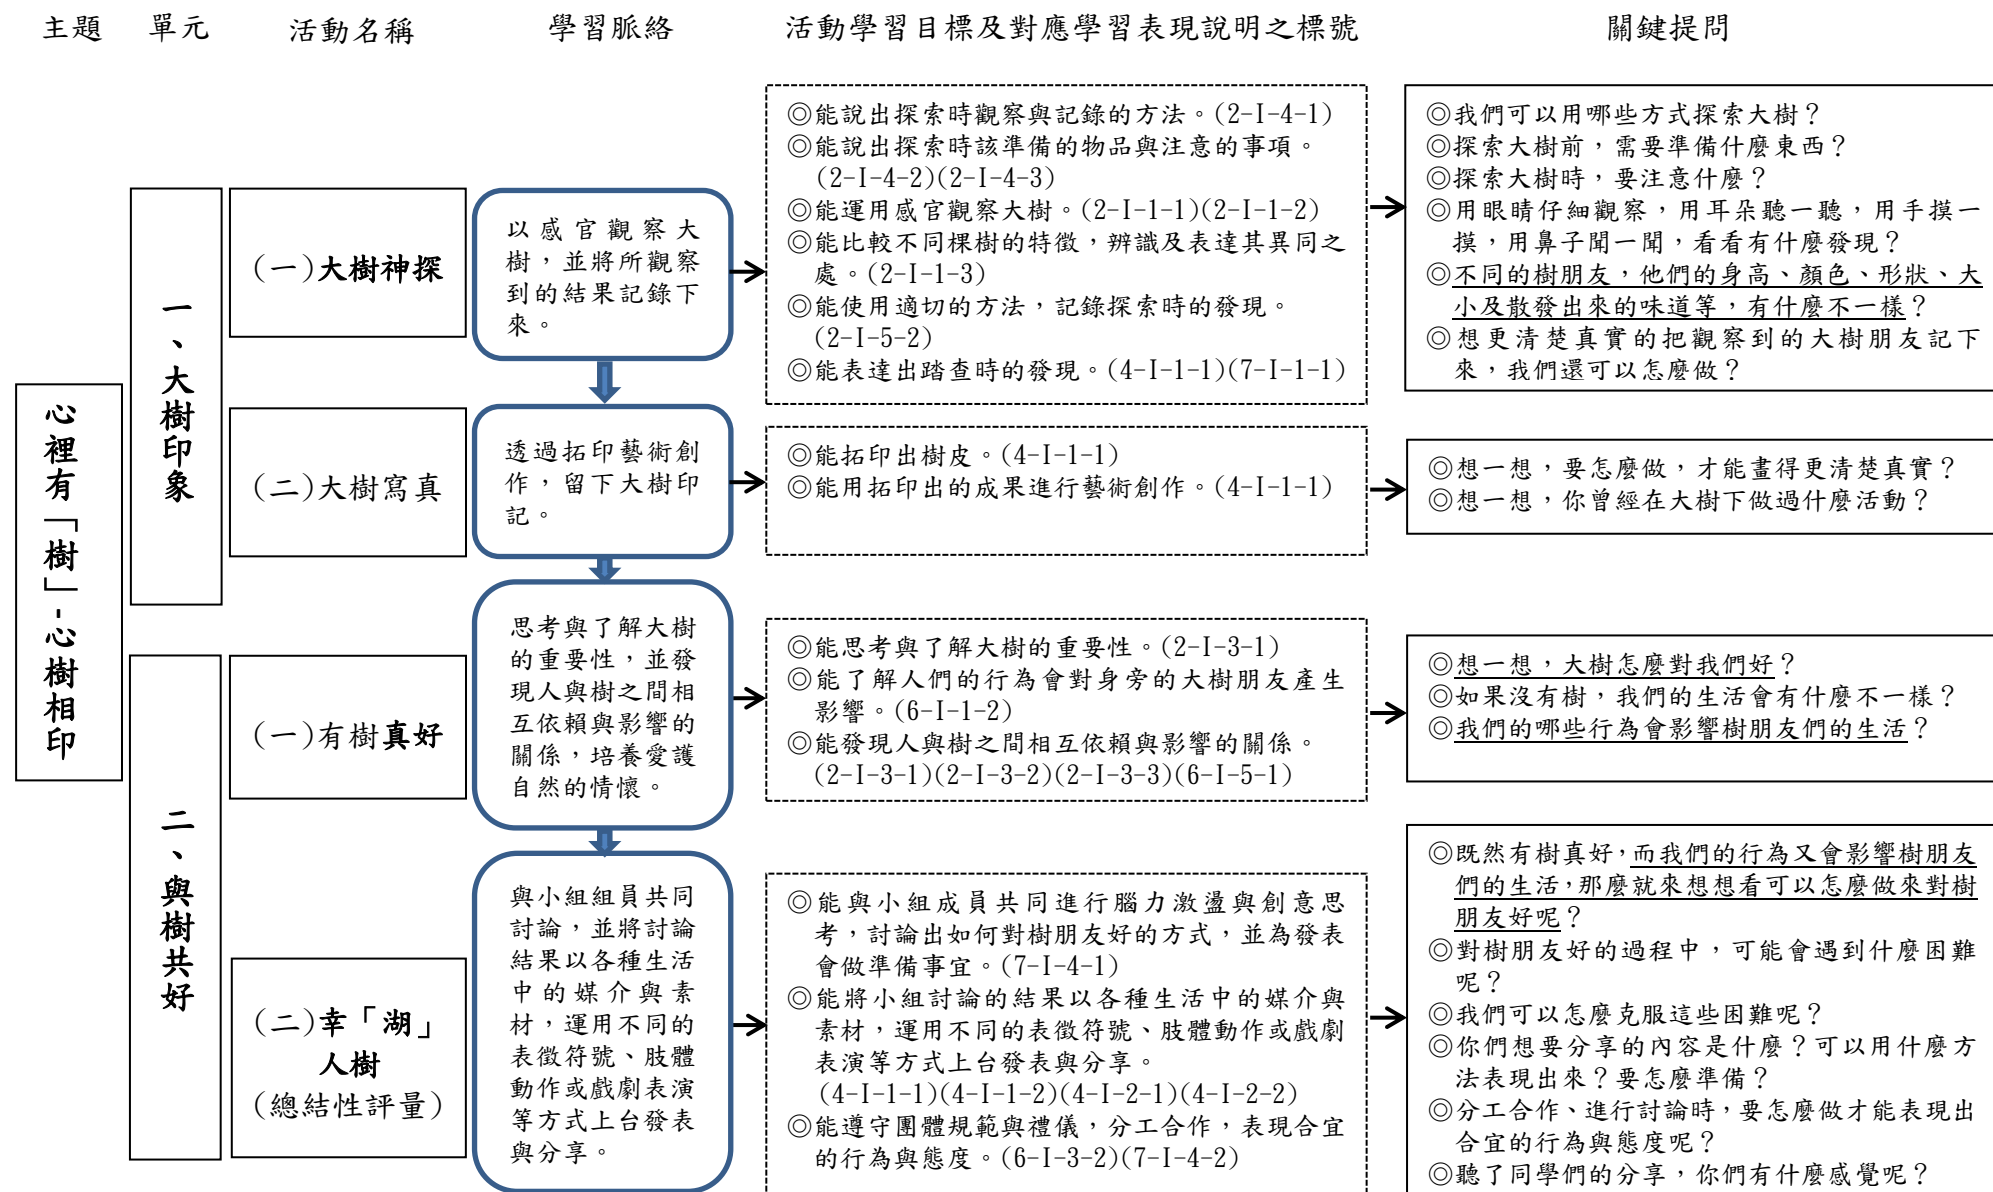 主題 單元 活動名稱 學習脈絡 活動學習目標及對應學習表現說明之標號 關鍵提問
心裡有「樹」-心樹相印
一、大樹印象
(一)大樹神探
以感官觀察大
樹，並將所觀察
到的結果記錄下
來。
◎能說出探索時觀察與記錄的方法。(2-I-4-1)
◎能說出探索時該準備的物品與注意的事項。
(2-I-4-2)(2-I-4-3)
◎能運用感官觀察大樹。(2-I-1-1)(2-I-1-2)
◎能比較不同棵樹的特徵，辨識及表達其異同之
處。(2-I-1-3)
◎能使用適切的方法，記錄探索時的發現。
(2-I-5-2)
◎能表達出踏查時的發現。(4-I-1-1)(7-I-1-1)
◎我們可以用哪些方式探索大樹？
◎探索大樹前，需要準備什麼東西？
◎探索大樹時，要注意什麼？
◎用眼睛仔細觀察，用耳朵聽一聽，用手摸一
摸，用鼻子聞一聞，看看有什麼發現？
◎不同的樹朋友，他們的身高、顏色、形狀、大
小及散發出來的味道等，有什麼不一樣？
◎想更清楚真實的把觀察到的大樹朋友記下
來，我們還可以怎麼做？
(二)大樹寫真
透過拓印藝術創
作，留下大樹印
記。
◎能拓印出樹皮。(4-I-1-1)
◎能用拓印出的成果進行藝術創作。(4-I-1-1)
◎想一想，要怎麼做，才能畫得更清楚真實？
◎想一想，你曾經在大樹下做過什麼活動？
二、與樹共好
(一)有樹真好
思考與了解大樹
的重要性，並發
現人與樹之間相
互依賴與影響的
關係，培養愛護
自然的情懷。
◎能思考與了解大樹的重要性。(2-I-3-1)
◎能了解人們的行為會對身旁的大樹朋友產生
影響。(6-I-1-2)
◎能發現人與樹之間相互依賴與影響的關係。
(2-I-3-1)(2-I-3-2)(2-I-3-3)(6-I-5-1)
◎想一想，大樹怎麼對我們好？
◎如果沒有樹，我們的生活會有什麼不一樣？
◎我們的哪些行為會影響樹朋友們的生活？
(二)幸「湖」
人樹
(總結性評量)
與小組組員共同
討論，並將討論
結果以各種生活
中的媒介與素
材，運用不同的
表徵符號、肢體
動作或戲劇表演
等方式上台發表
與分享。
◎能與小組成員共同進行腦力激盪與創意思
考，討論出如何對樹朋友好的方式，並為發表
會做準備事宜。(7-I-4-1)
◎能將小組討論的結果以各種生活中的媒介與
素材，運用不同的表徵符號、肢體動作或戲劇
表演等方式上台發表與分享。
(4-I-1-1)(4-I-1-2)(4-I-2-1)(4-I-2-2)
◎能遵守團體規範與禮儀，分工合作，表現合宜
的行為與態度。(6-I-3-2)(7-I-4-2)
◎既然有樹真好，而我們的行為又會影響樹朋友
們的生活，那麼就來想想看可以怎麼做來對樹
朋友好呢？
◎對樹朋友好的過程中，可能會遇到什麼困難
呢？
◎我們可以怎麼克服這些困難呢？
◎你們想要分享的內容是什麼？可以用什麼方
法表現出來？要怎麼準備？
◎分工合作、進行討論時，要怎麼做才能表現出
合宜的行為與態度呢？
◎聽了同學們的分享，你們有什麼感覺呢？